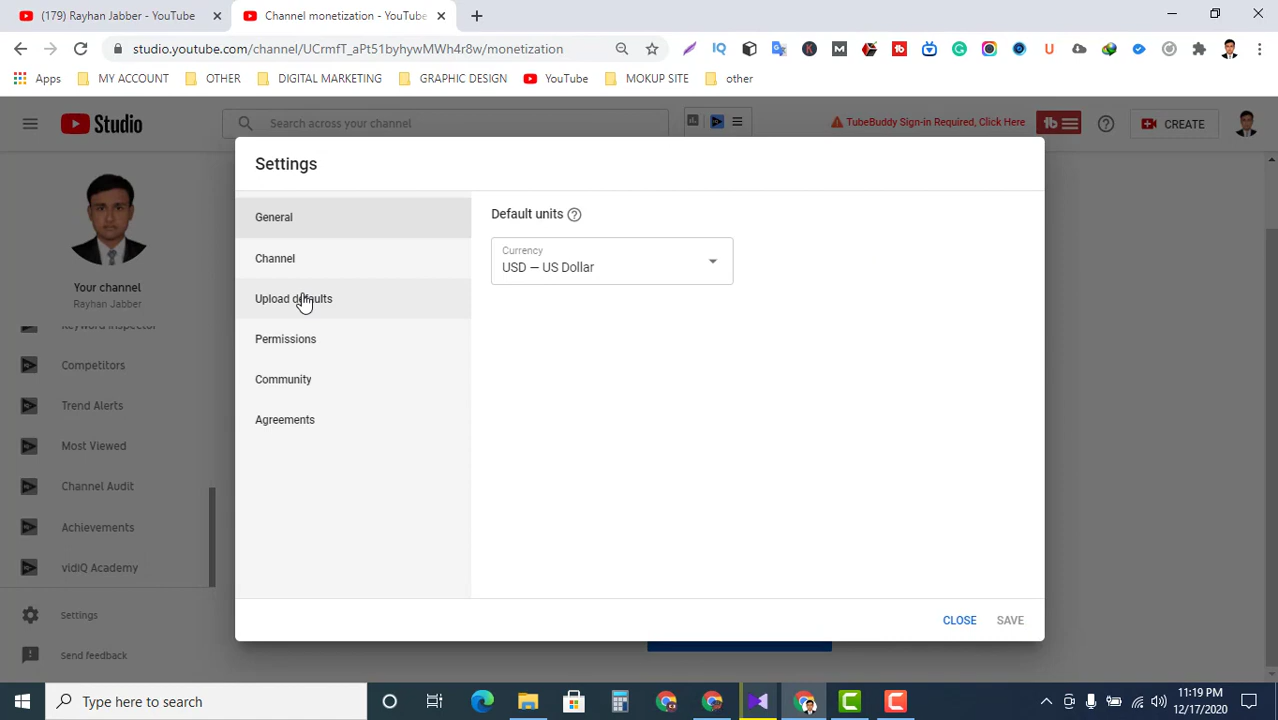 (179) Rayhan Jabber - YouTube
Channel monetization - YouTube
studio.youtube.com/channel/UCrmfT_aPt51byhywMWh4r8w/monetization
Apps
MY ACCOUNT
OTHER
DIGITAL MARKETING
GRAPHIC DESIGN
YouTube
MOKUP SITE
other
Studio
Search across your channel
TubeBuddy Sign-in Required, Click Here
CREATE
Settings
General
Channel
Upload defaults
Permissions
Community
Agreements
Default units
Currency
USD — US Dollar
CLOSE
SAVE
Your channel
Rayhan Jabber
Keyword Inspector
Competitors
Trend Alerts
Most Viewed
Channel Audit
Achievements
vidIQ Academy
Settings
Send feedback
Type here to search
11:19 PM
12/17/2020